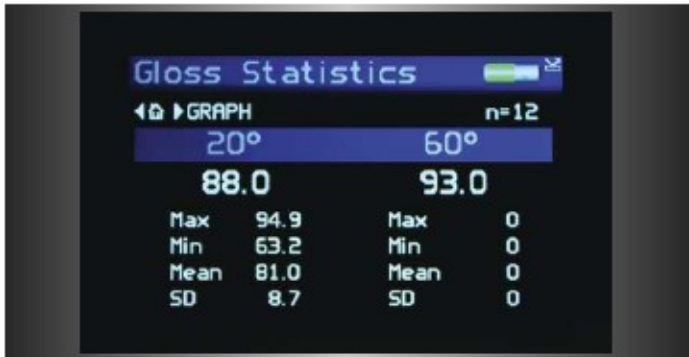 Gloss Statistics
GRAPH n=12
20° 60°
88.0 93.0
Max 94.9 Max 0
Min 63.2 Min 0
Mean 81.0 Mean 0
SD 8.7 SD 0